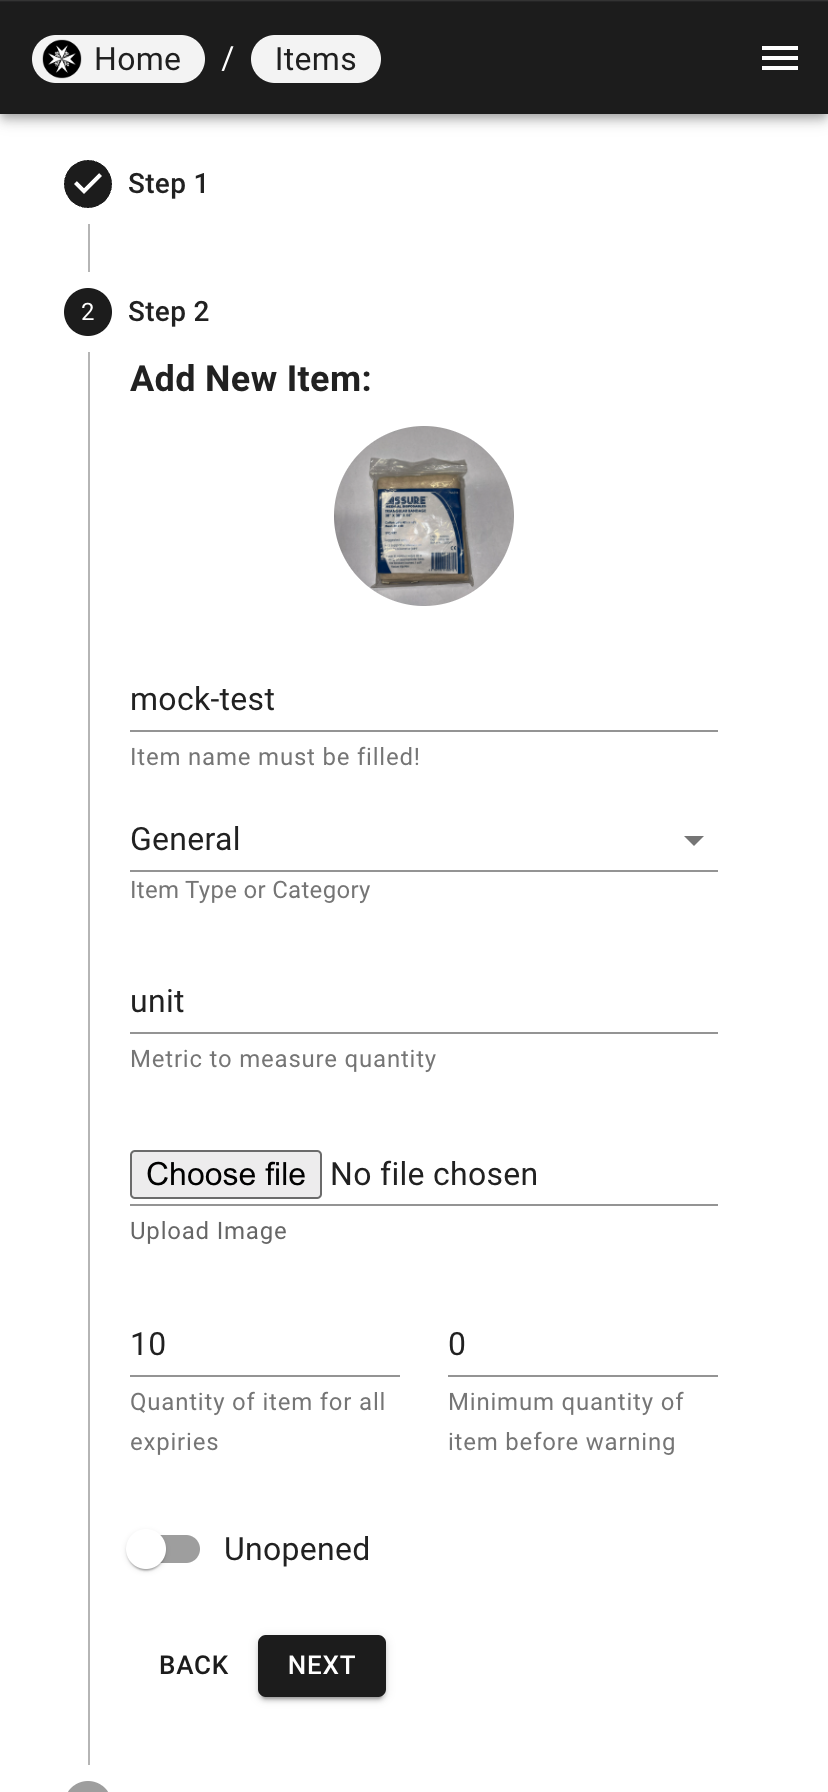 Home / Items
Step 1
2 Step 2
Add New Item:
ASSURE
mock-test
Item name must be filled!
General
Item Type or Category
unit
Metric to measure quantity
Choose file No file chosen
Upload Image
10
Quantity of item for all
expiries
0
Minimum quantity of
item before warning
Unopened
BACK NEXT